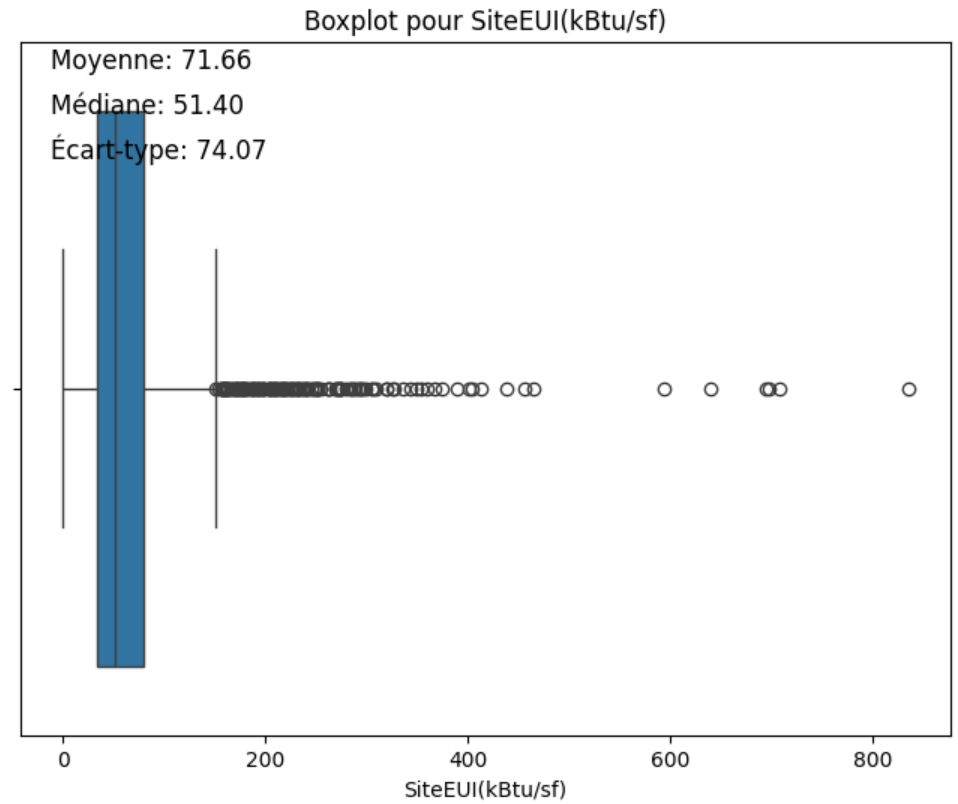 Boxplot pour SiteEUI(kBtu/sf)
Moyenne: 71.66
Médiane: 51.40
Écart-type: 74.07
0 200 400 600 800
SiteEUI(kBtu/sf)